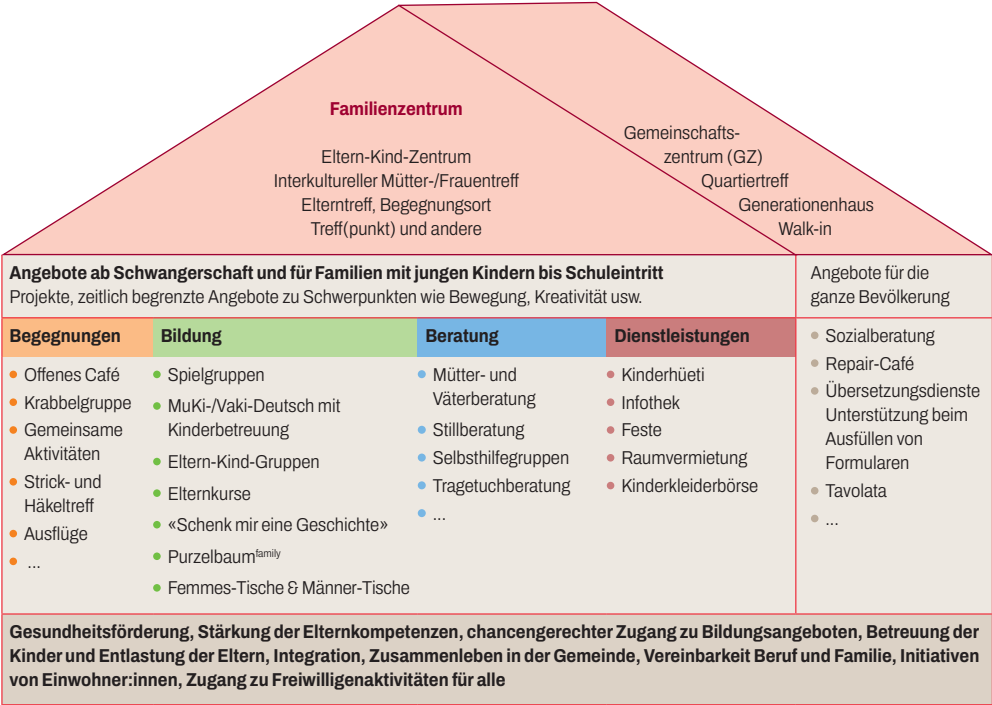 Familienzentrum
Eltern-Kind-Zentrum
Interkultureller Mütter-/Frauentreff
Elterntreff, Begegnungsort
Treff(punkt) und andere
Gemeinschafts-
zentrum (GZ)
Quartiertreff
Generationenhaus
Walk-in
Angebote ab Schwangerschaft und für Familien mit jungen Kindern bis Schuleintritt
Projekte, zeitlich begrenzte Angebote zu Schwerpunkten wie Bewegung, Kreativität usw.
Angebote für die
ganze Bevölkerung
Begegnungen
• Offenes Café
• Krabbelgruppe
• Gemeinsame
Aktivitäten
• Strick- und
Häkeltreff
• Ausflüge
• ...
Bildung
• Spielgruppen
• MuKi-/Vaki-Deutsch mit
Kinderbetreuung
• Eltern-Kind-Gruppen
• Elternkurse
• «Schenk mir eine Geschichte»
• Purzelbaumfamily
• Femmes-Tische & Männer-Tische
Beratung
• Mütter- und
Väterberatung
• Stillberatung
• Selbsthilfegruppen
• Tragetuchberatung
• ...
Dienstleistungen
• Kinderhüeti
• Infothek
• Feste
• Raumvermietung
• Kinderkleiderbörse
• Sozialberatung
• Repair-Café
• Übersetzungsdienste
Unterstützung beim
Ausfüllen von
Formularen
• Tavolata
• ...
Gesundheitsförderung, Stärkung der Elternkompetenzen, chancengerechter Zugang zu Bildungsangeboten, Betreuung der
Kinder und Entlastung der Eltern, Integration, Zusammenleben in der Gemeinde, Vereinbarkeit Beruf und Familie, Initiativen
von Einwohner:innen, Zugang zu Freiwilligenaktivitäten für alle